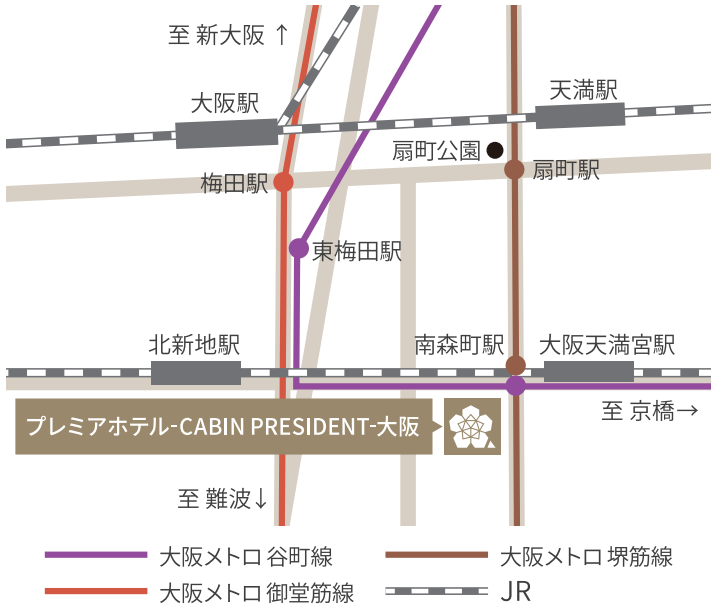 至 新大阪 ↑
大阪駅
天満駅
扇町公園
扇町駅
梅田駅
東梅田駅
北新地駅
南森町駅
大阪天満宮駅
至 京橋→
プレミアホテル-CABIN PRESIDENT-大阪
至 難波↓
大阪メトロ 谷町線
大阪メトロ 堺筋線
大阪メトロ 御堂筋線
JR